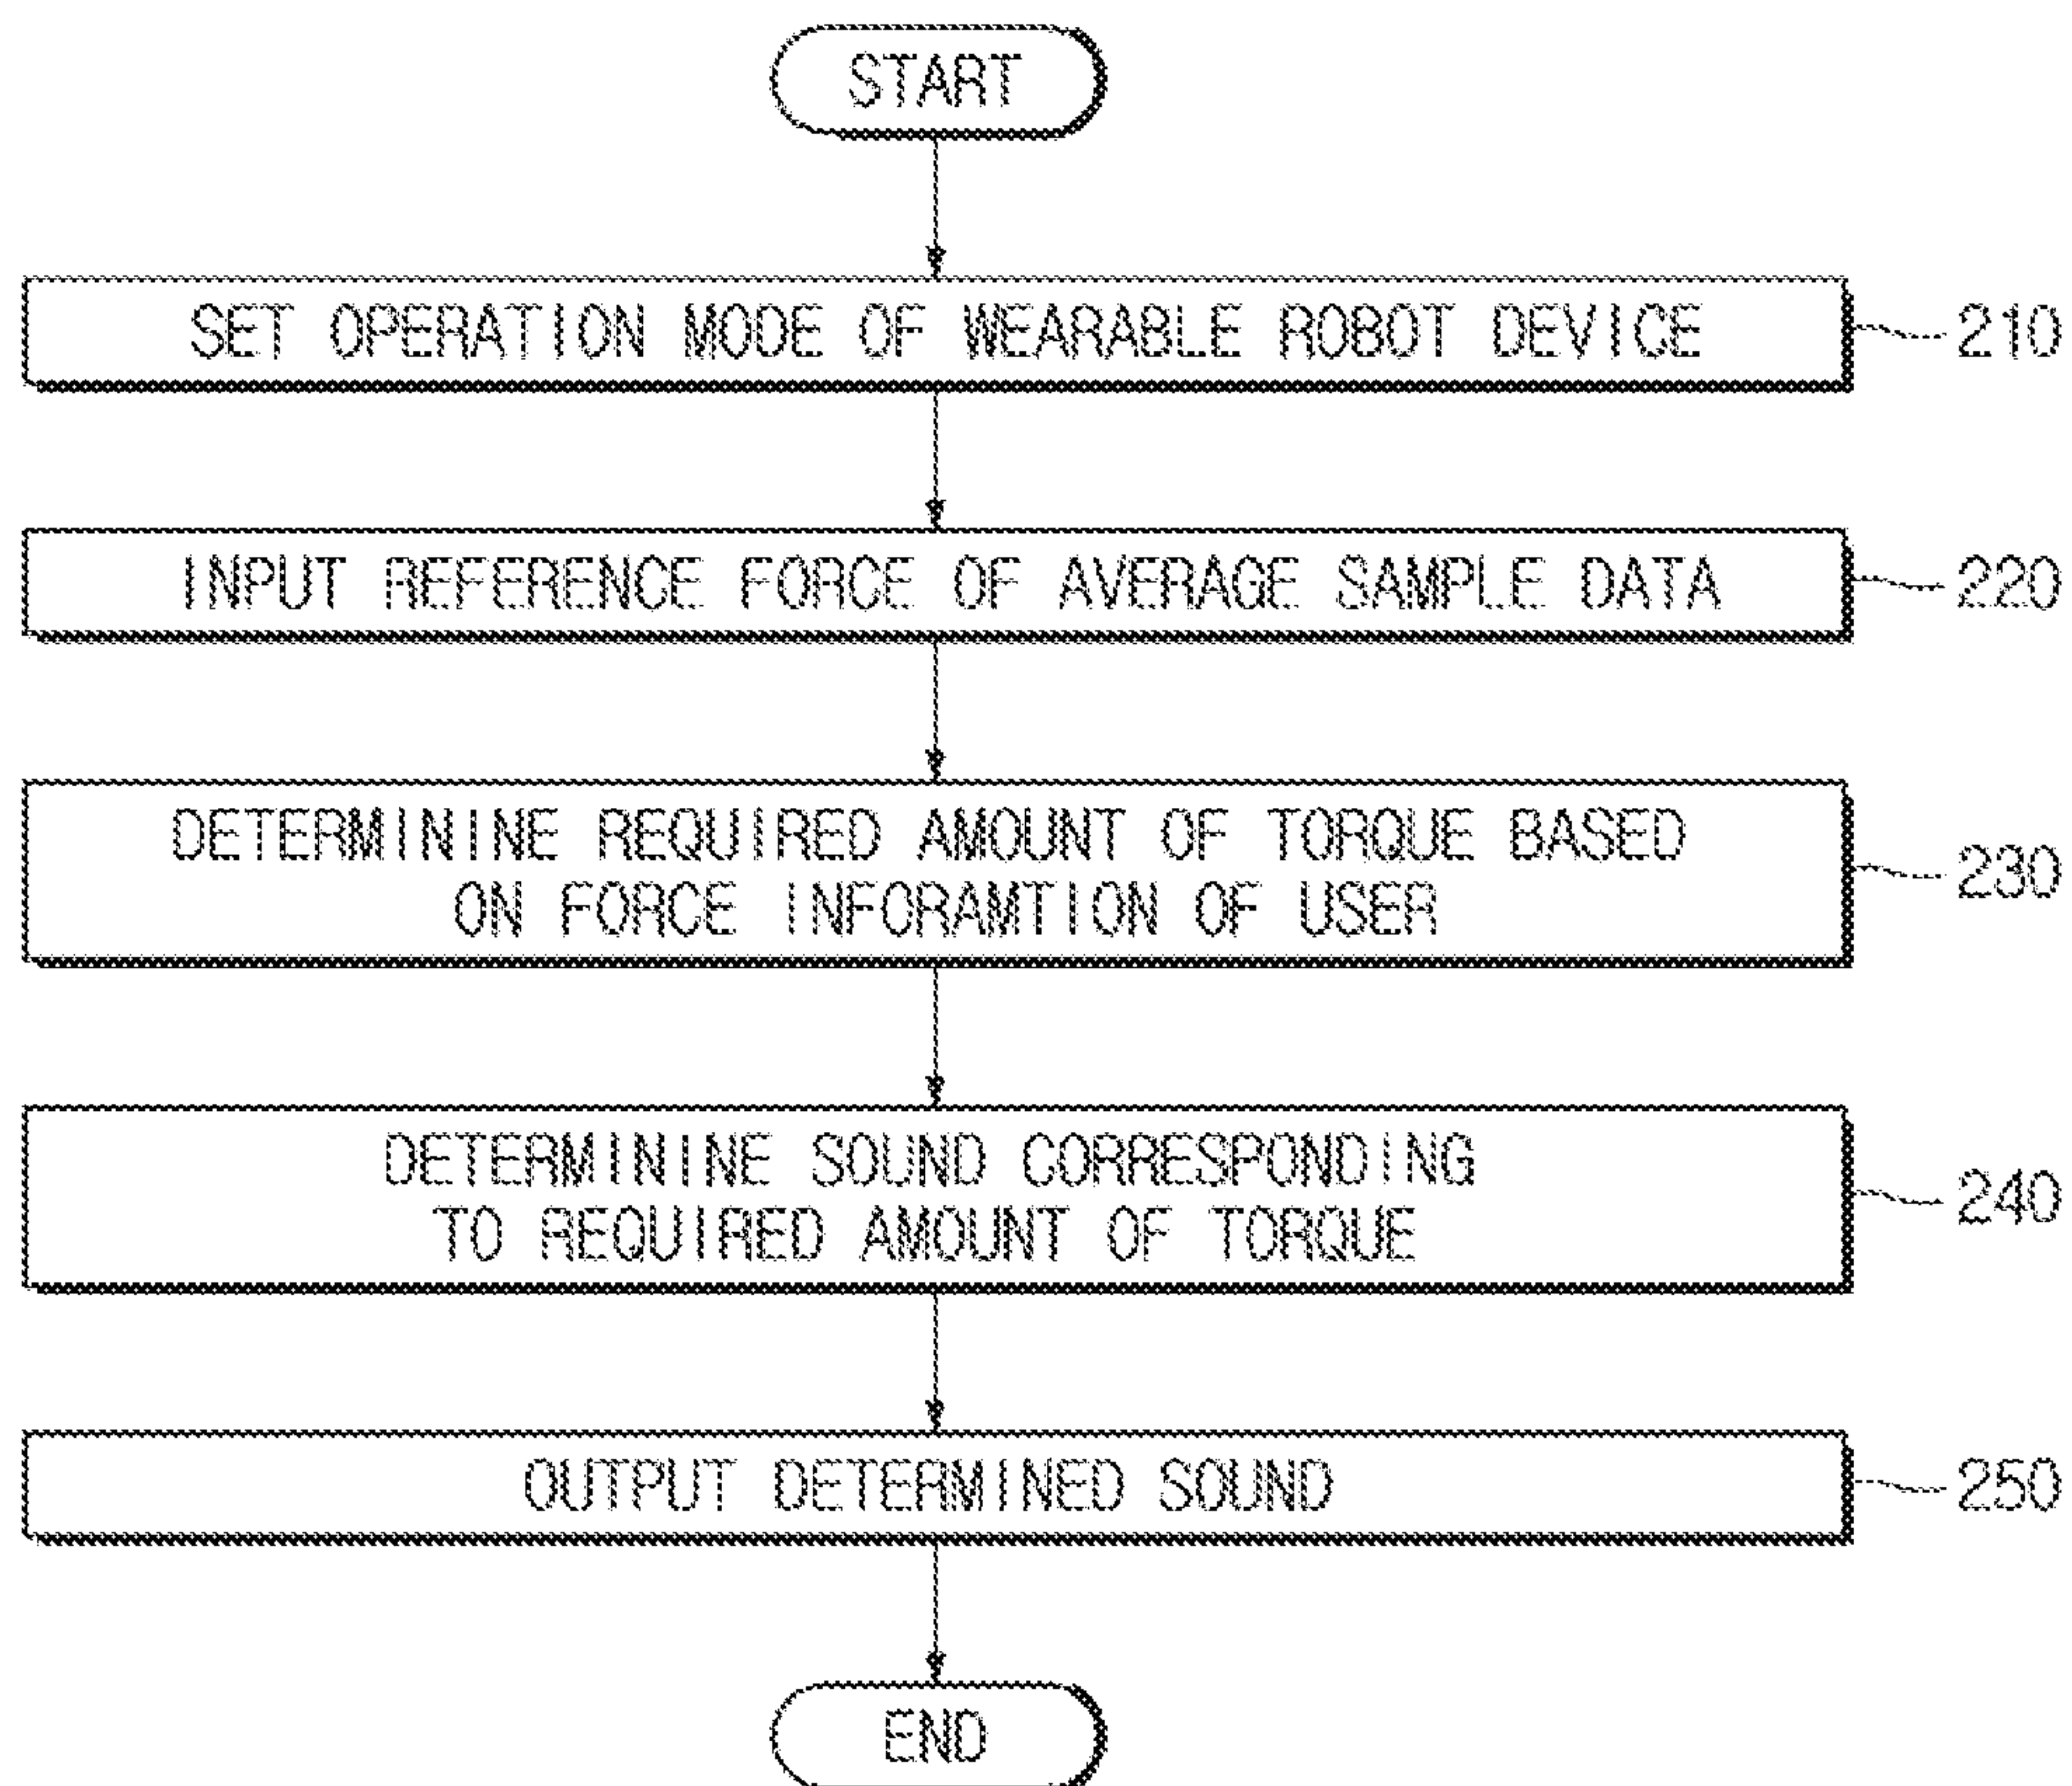 START
SET OPERATION MODE OF WEARABLE ROBOT DEVICE
210
INPUT REFERENCE FORCE OF AVERAGE SAMPLE DATA
220
DETERMININE REQUIRED AMOUNT OF TORQUE BASED
ON FORCE INFORAMTION OF USER
230
DETERMININE SOUND CORRESPONDING
TO REQUIRED AMOUNT OF TORQUE
240
OUTPUT DETERMINED SOUND
250
END